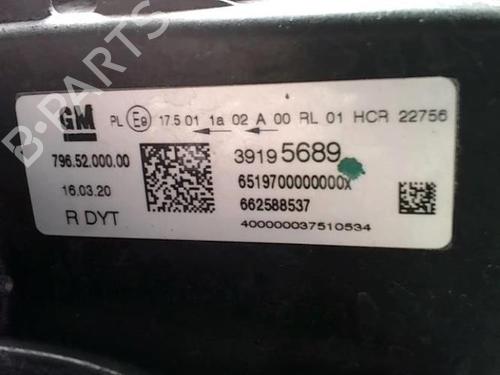 B-PARTS
GM PL E9 17.5 01 1a 02 A 00 RL 01 HCR 22756
796.52.000.00
39195689
16.03.20
6519700000000X
R DYT
662588537
400000037510534